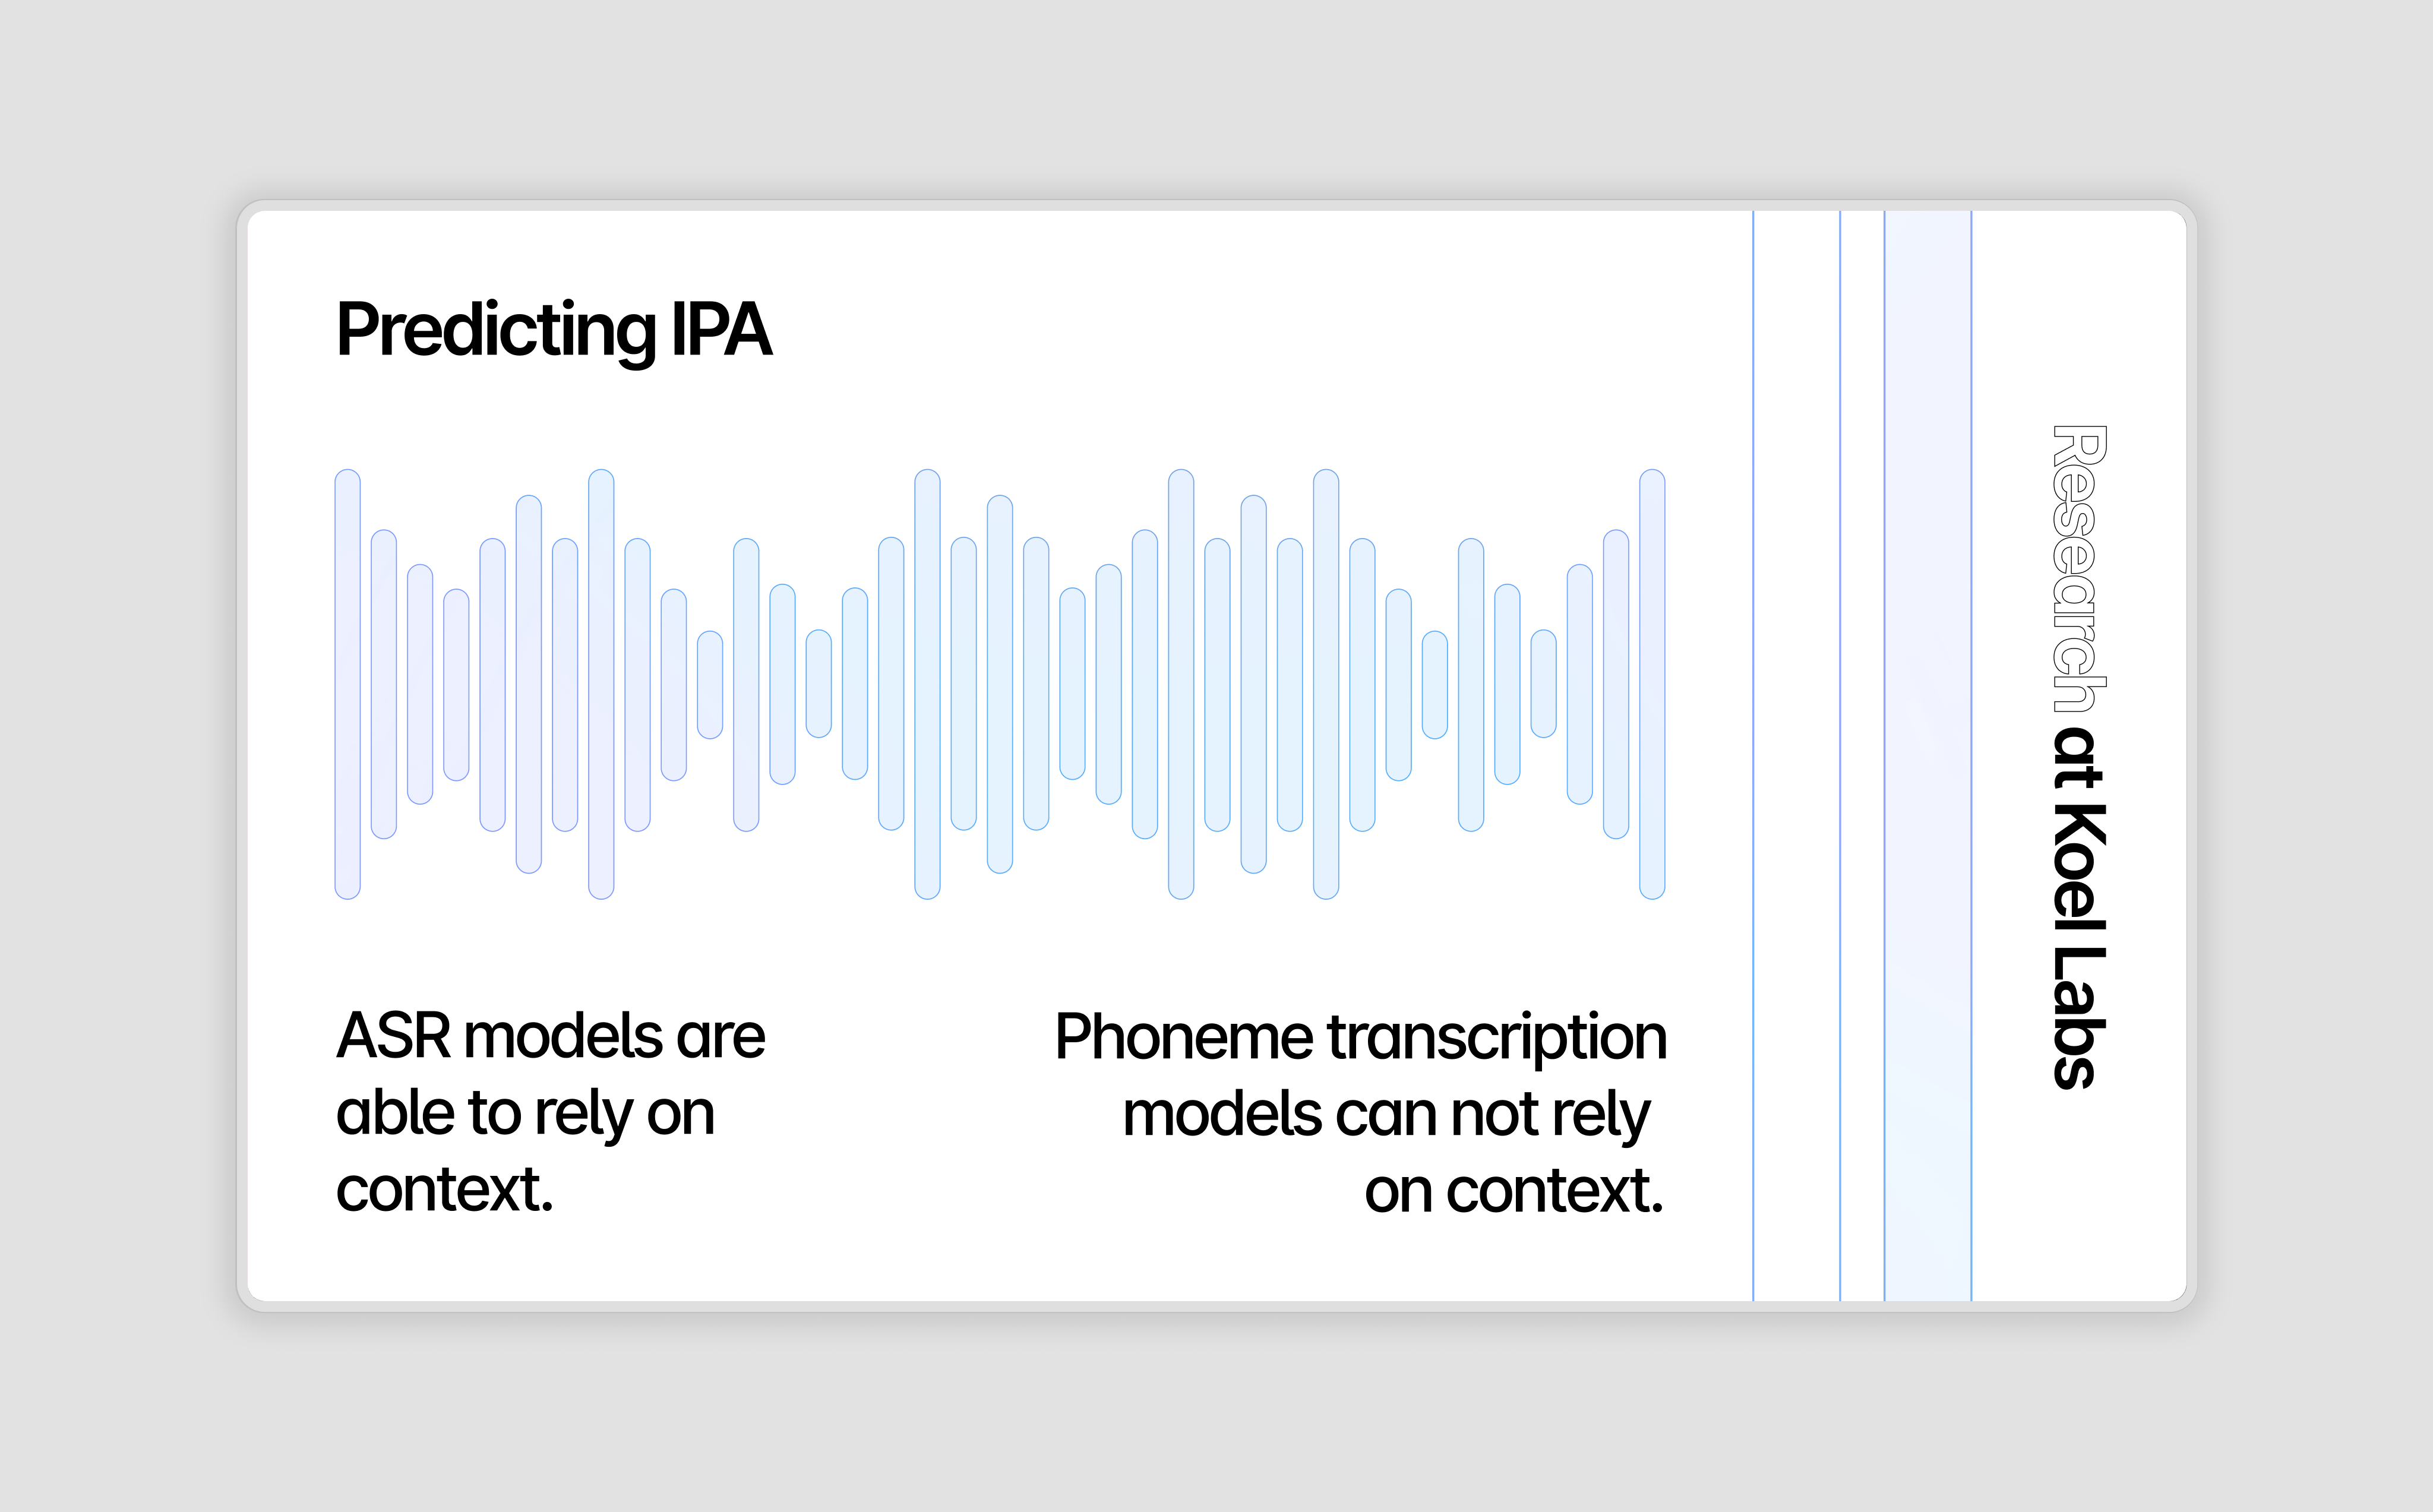 Predicting IPA
ASR models are
able to rely on
context.
Phoneme transcription
models can not rely
on context.
Research at Koel Labs